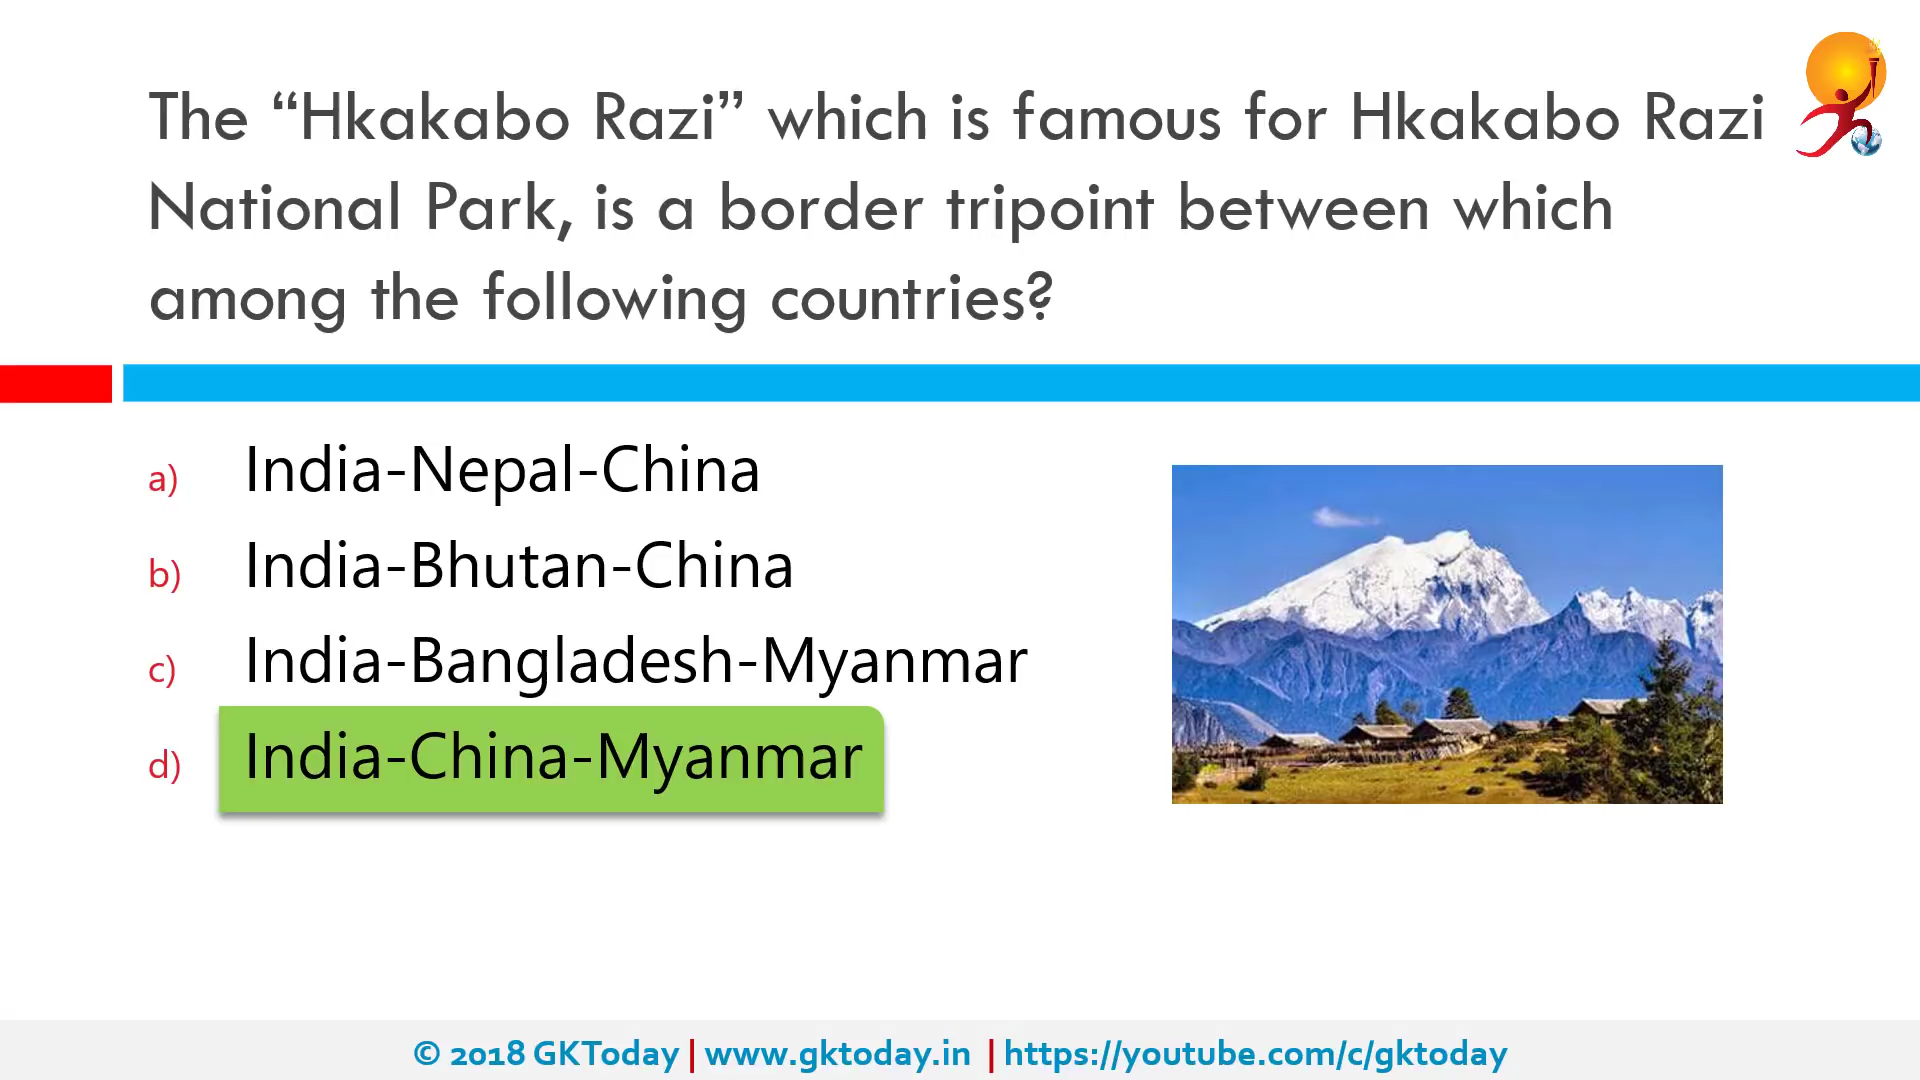 The “Hkakabo Razi” which is famous for Hkakabo Razi
National Park, is a border tripoint between which
among the following countries?
a) India-Nepal-China
b) India-Bhutan-China
c) India-Bangladesh-Myanmar
d) India-China-Myanmar
© 2018 GKToday | www.gktoday.in | https://youtube.com/c/gktoday